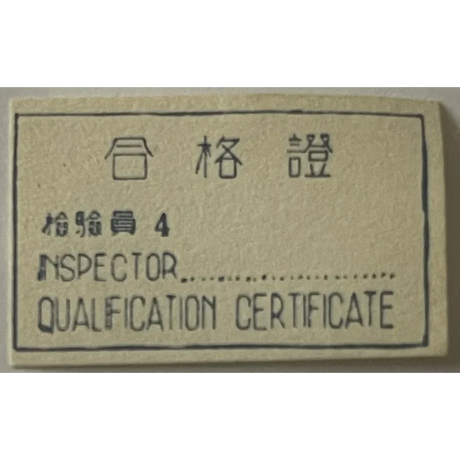 合格證
檢驗員 4
INSPECTOR....................
QUALIFICATION CERTIFICATE